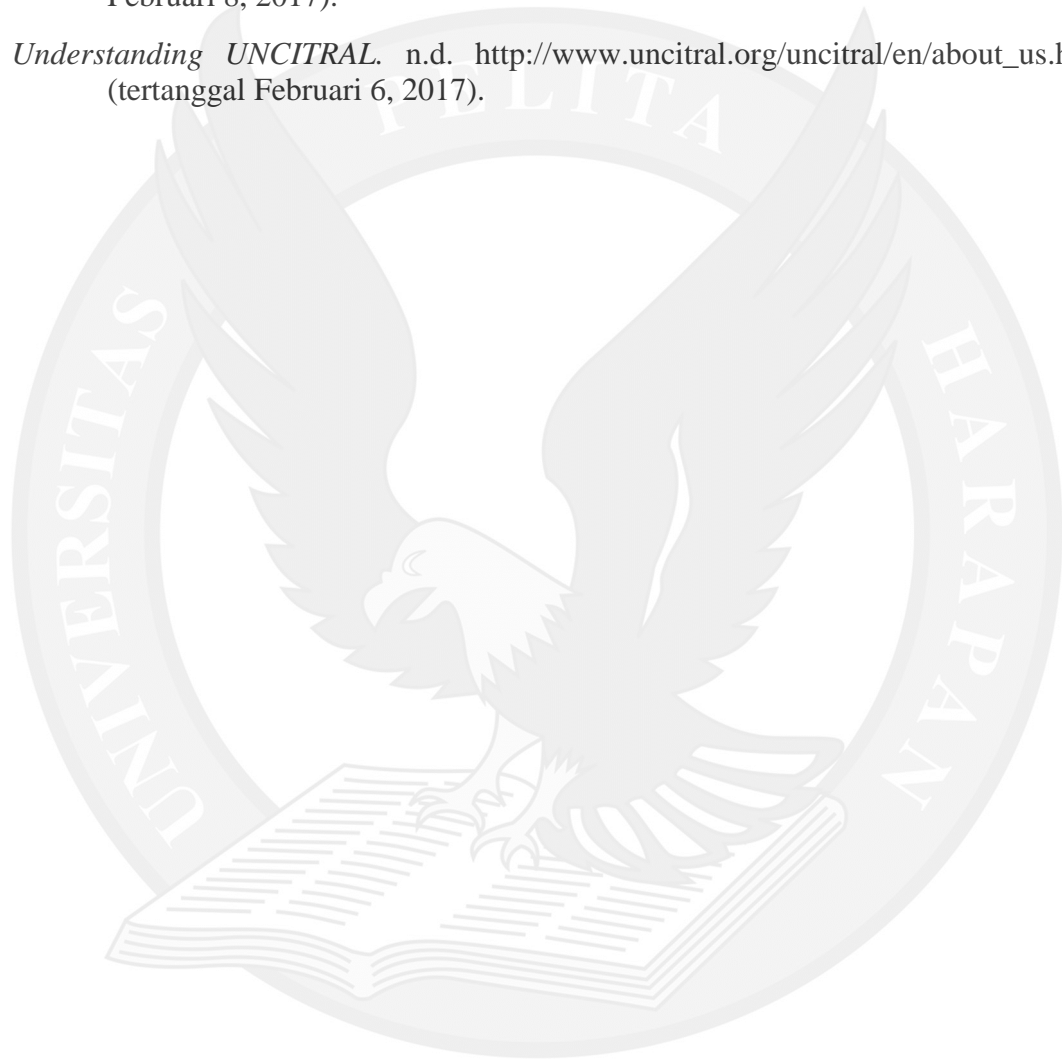 Februari 8, 2017).
Understanding UNCITRAL. n.d. http://www.uncitral.org/uncitral/en/about_us.h
(tertanggal Februari 6, 2017).
UNIVERSITAS PELITA HARAPAN